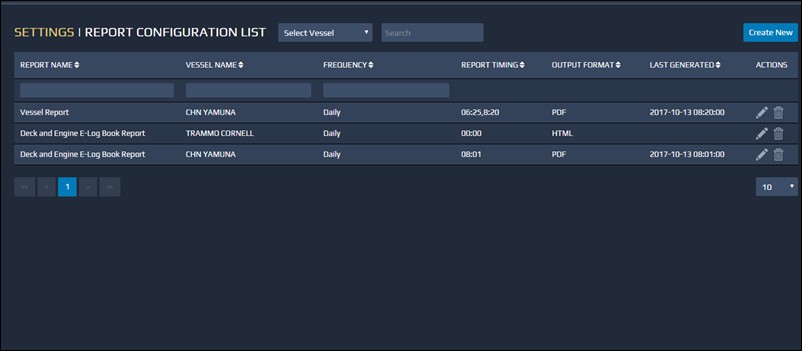 SETTINGS | REPORT CONFIGURATION LIST Select Vessel Search Create New
REPORT NAME VESSEL NAME FREQUENCY REPORT TIMING OUTPUT FORMAT LAST GENERATED ACTIONS
Vessel Report CHN YAMUNA Daily 06:25,8:20 PDF 2017-10-13 08:20:00
Deck and Engine E-Log Book Report TRAMMO CORNELL Daily 00:00 HTML
Deck and Engine E-Log Book Report CHN YAMUNA Daily 08:01 PDF 2017-10-13 08:01:00
1 10